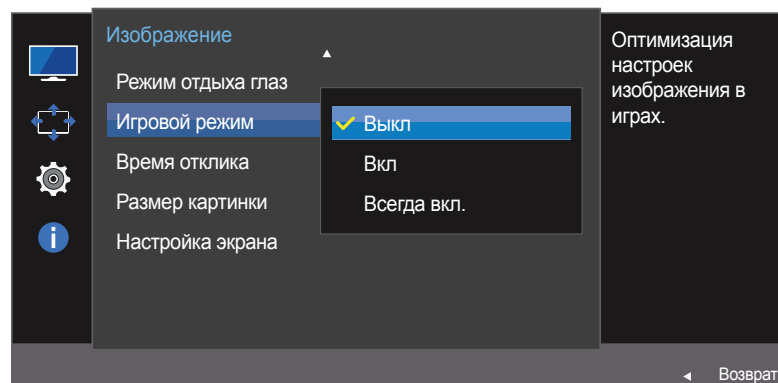 Изображение
Режим отдыха глаз
Игровой режим
Время отклика
Размер картинки
Настройка экрана
Выкл
Вкл
Всегда вкл.
Оптимизация
настроек
изображения в
играх.
Возврат